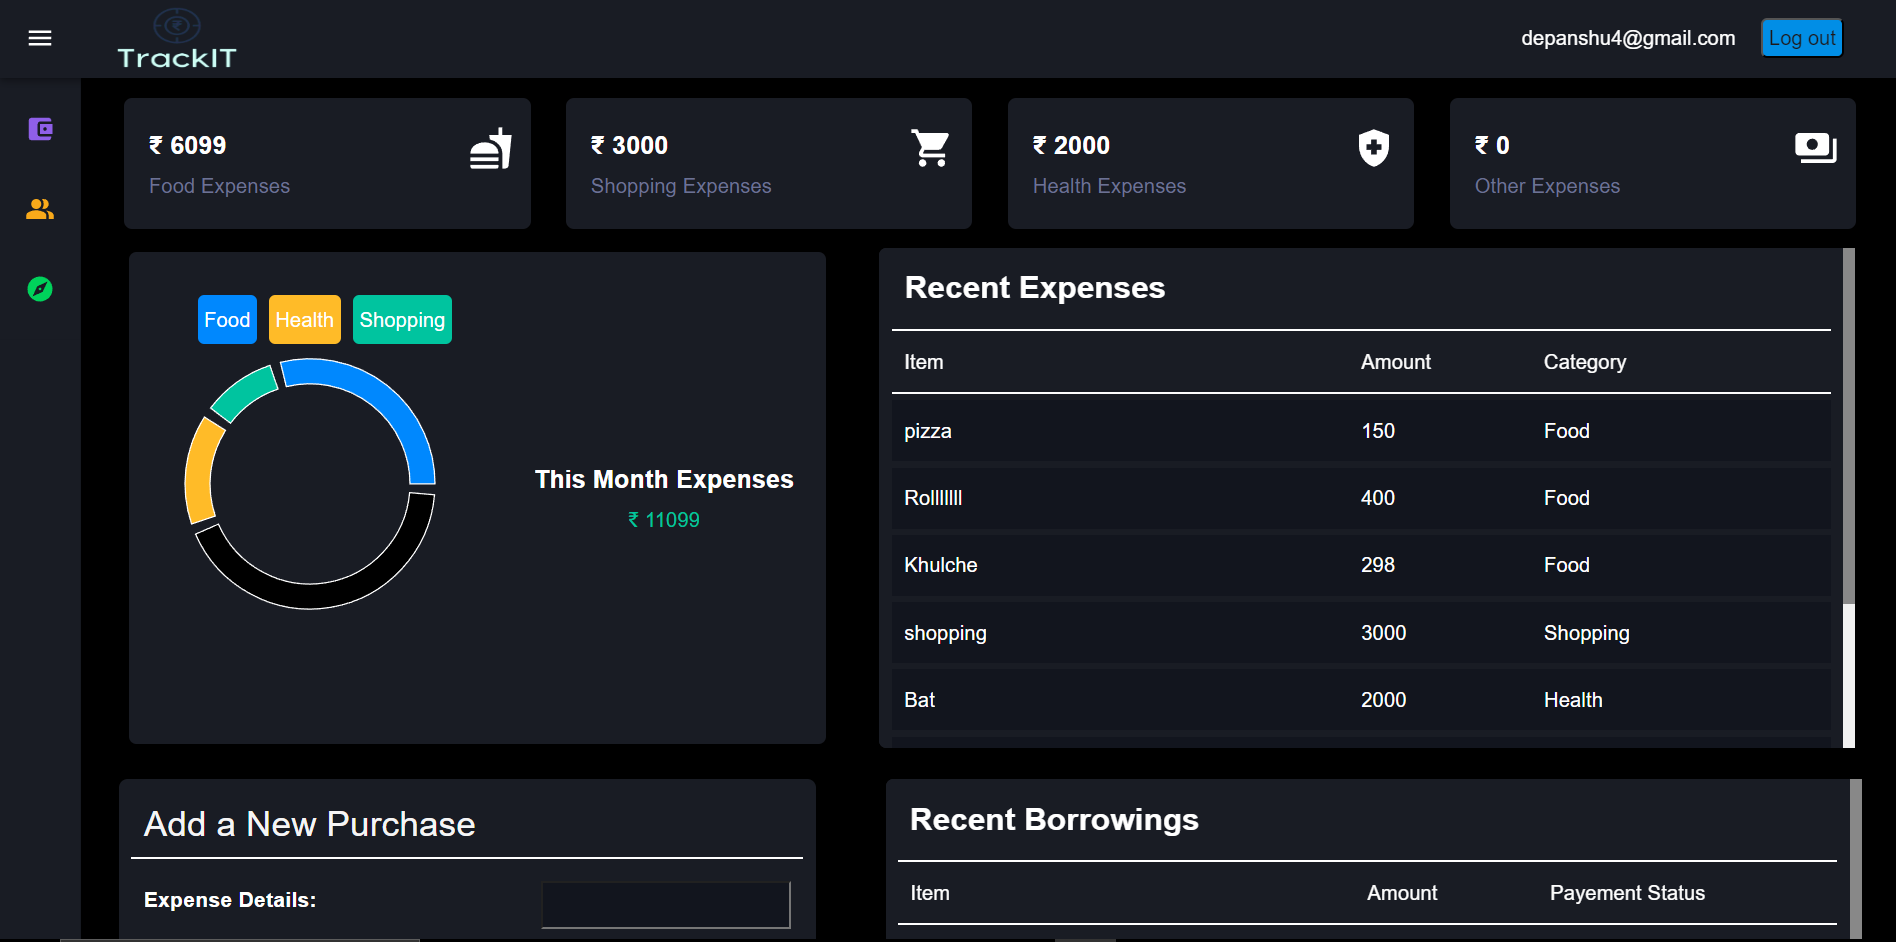 TrackIT
depanshu4@gmail.com
Log out
₹ 6099
Food Expenses
₹ 3000
Shopping Expenses
₹ 2000
Health Expenses
₹ 0
Other Expenses
Food Health Shopping
This Month Expenses
₹ 11099
Recent Expenses
Item Amount Category
pizza 150 Food
Rolllllll 400 Food
Khulche 298 Food
shopping 3000 Shopping
Bat 2000 Health
Add a New Purchase
Expense Details:
Recent Borrowings
Item Amount Payement Status